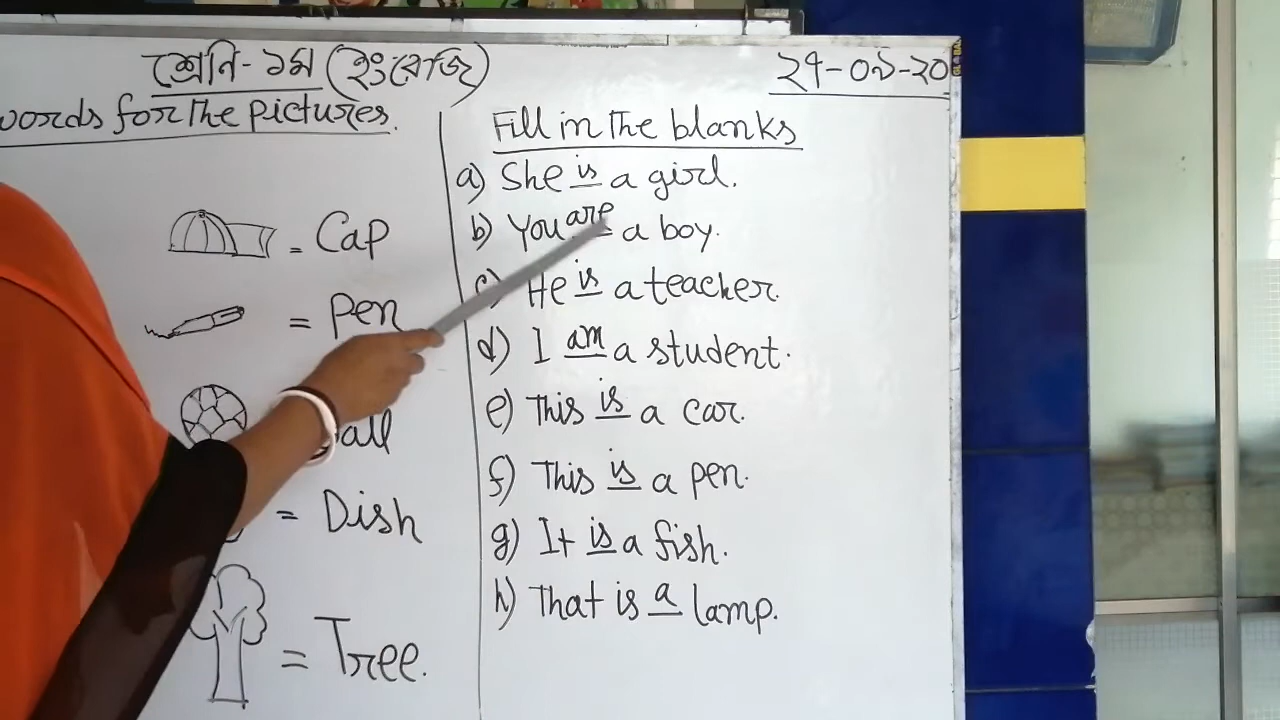 শ্রেণি-১ম (ইংরেজি)
২৭-০৯-২০
words for the pictures.
= Cap
= Pen
= Dish
= Tree.
Fill in the blanks
a) She is a girl.
b) You are a boy.
c) He is a teacher.
d) I am a student.
e) This is a car.
f) This is a pen.
g) It is a fish.
h) That is a lamp.